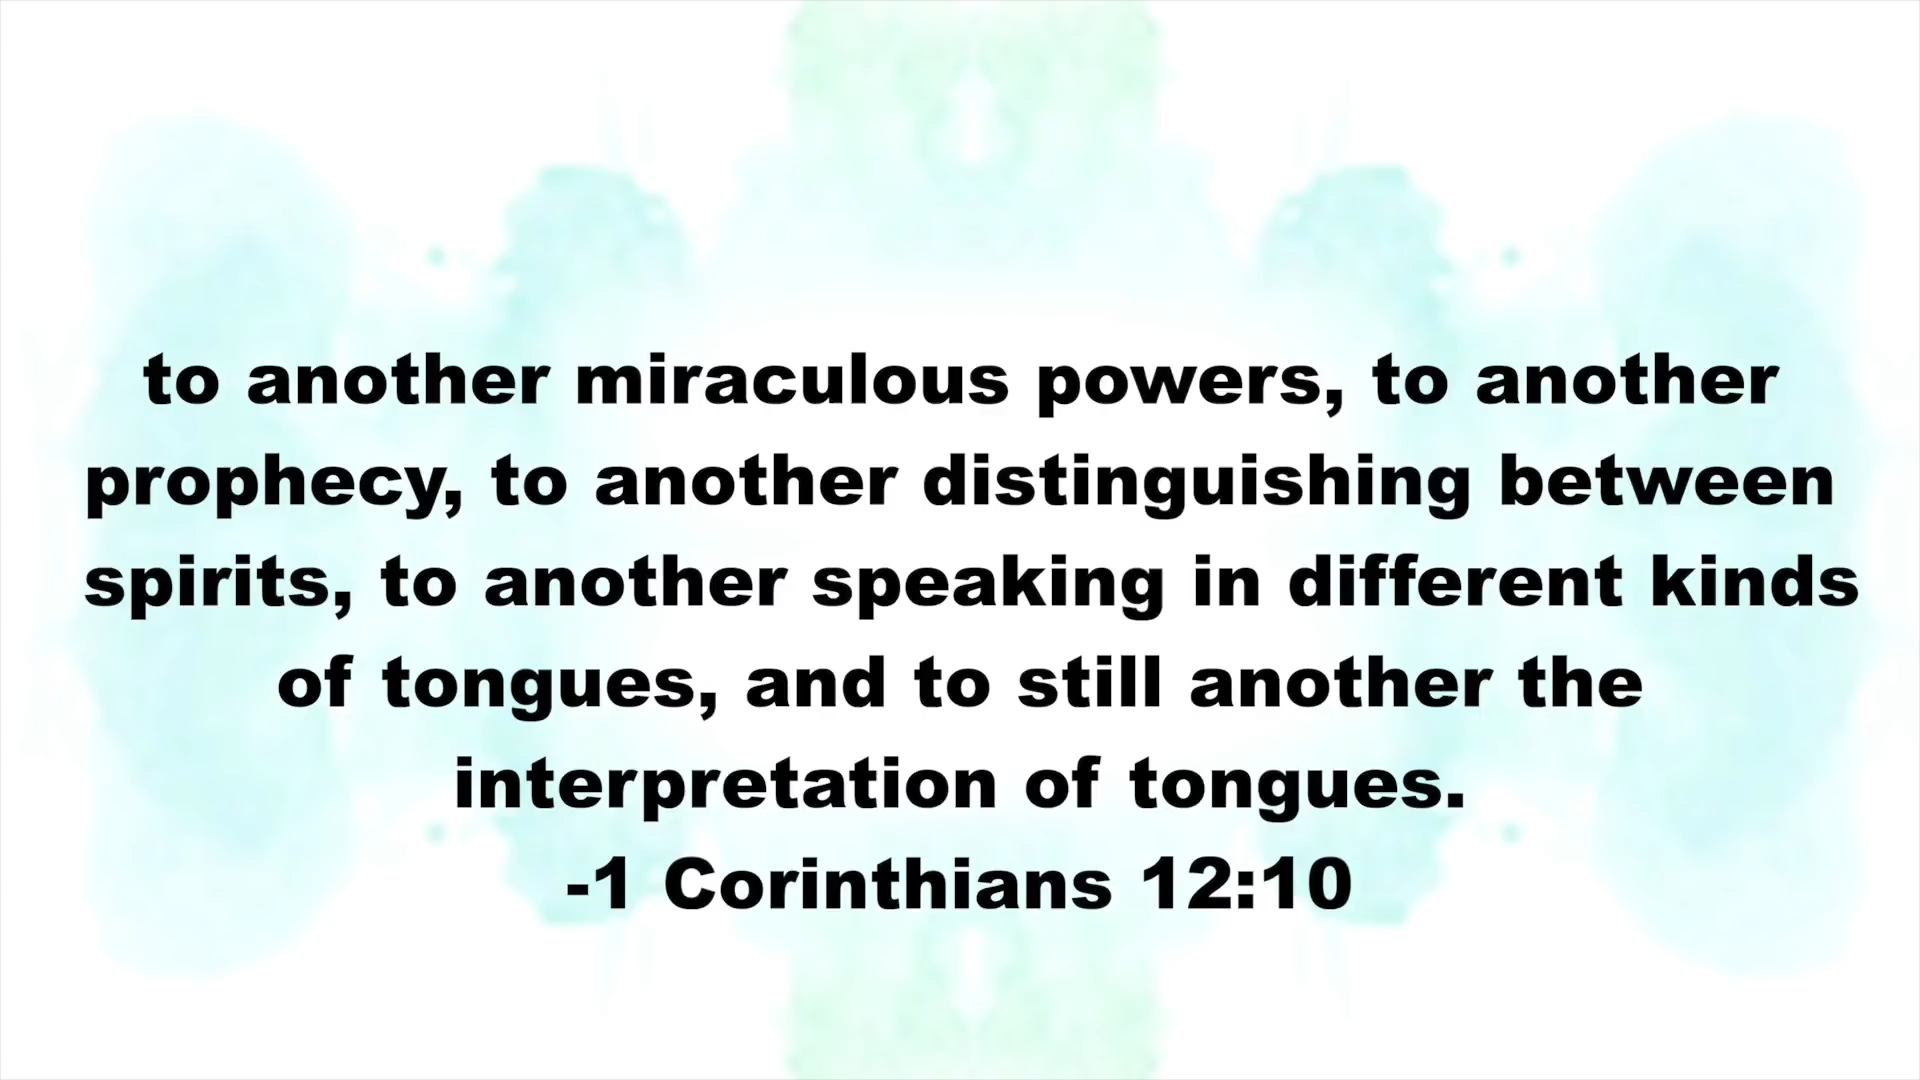 to another miraculous powers, to another
prophecy, to another distinguishing between
spirits, to another speaking in different kinds
of tongues, and to still another the
interpretation of tongues.
-1 Corinthians 12:10